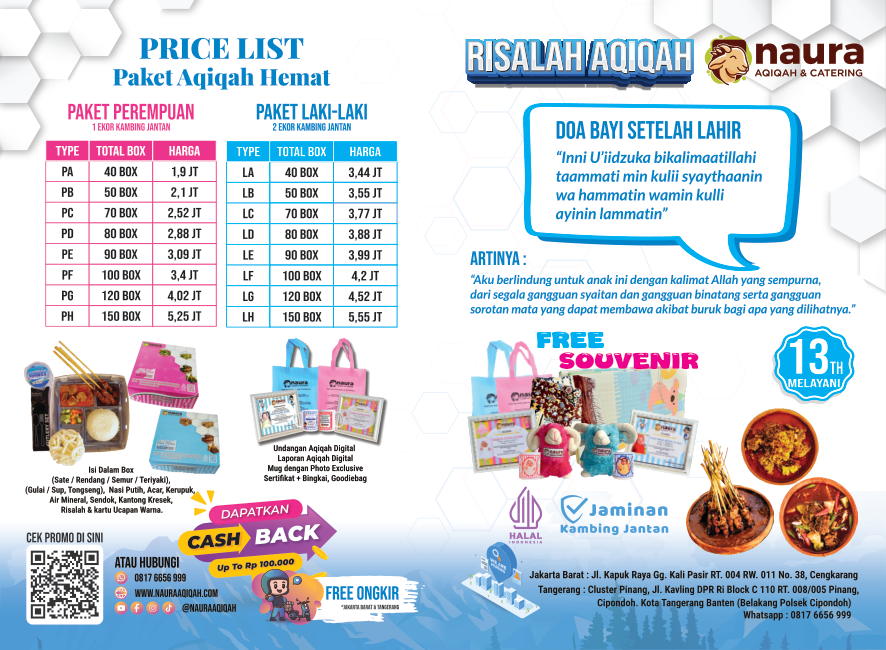 PRICE LIST
Paket Aqiqah Hemat
PAKET PEREMPUAN
1 EKOR KAMBING JANTAN
TYPE TOTAL BOX HARGA
PA 40 BOX 1,9 JT
PB 50 BOX 2,1 JT
PC 70 BOX 2,52 JT
PD 80 BOX 2,88 JT
PE 90 BOX 3,09 JT
PF 100 BOX 3,4 JT
PG 120 BOX 4,02 JT
PH 150 BOX 5,25 JT
PAKET LAKI-LAKI
2 EKOR KAMBING JANTAN
TYPE TOTAL BOX HARGA
LA 40 BOX 3,44 JT
LB 50 BOX 3,55 JT
LC 70 BOX 3,77 JT
LD 80 BOX 3,88 JT
LE 90 BOX 3,99 JT
LF 100 BOX 4,2 JT
LG 120 BOX 4,52 JT
LH 150 BOX 5,55 JT
Isi Dalam Box
(Sate / Rendang / Semur / Teriyaki),
(Gulai / Sup, Tongseng), Nasi Putih, Acar, Kerupuk,
Air Mineral, Sendok, Kantong Kresek,
Risalah & kartu Ucapan Warna.
naura
naura
Undangan Aqiqah Digital
Laporan Aqiqah Digital
Mug dengan Photo Exclusive
Sertifikat + Bingkai, Goodiebag
DAPATKAN
CASH BACK
Up To Rp 100.000
CEK PROMO DI SINI
ATAU HUBUNGI
0817 6656 999
WWW.NAURAAQIQAH.COM
@NAURAAQIQAH
FREE ONGKIR
*JAKARTA BARAT & TANGERANG
RISALAH AQIQAH
naura
AQIQAH & CATERING
DOA BAYI SETELAH LAHIR
“Inni U’iidzuka bikalimaatillahi
taammati min kulii syaythaanin
wa hammatin wamin kulli
ayinin lammatin”
ARTINYA :
“Aku berlindung untuk anak ini dengan kalimat Allah yang sempurna,
dari segala gangguan syaitan dan gangguan binatang serta gangguan
sorotan mata yang dapat membawa akibat buruk bagi apa yang dilihatnya.”
FREE
SOUVENIR
naura
naura
naura
13TH
MELAYANI
HALAL
INDONESIA
Jaminan
Kambing Jantan
Jakarta Barat : Jl. Kapuk Raya Gg. Kali Pasir RT. 004 RW. 011 No. 38, Cengkarng
Tangerang : Cluster Pinang, Jl. Kavling DPR Ri Block C 110 RT. 008/005 Pinang,
Cipondoh. Kota Tangerang Banten (Belakang Polsek Cipondoh)
Whatsapp : 0817 6656 999